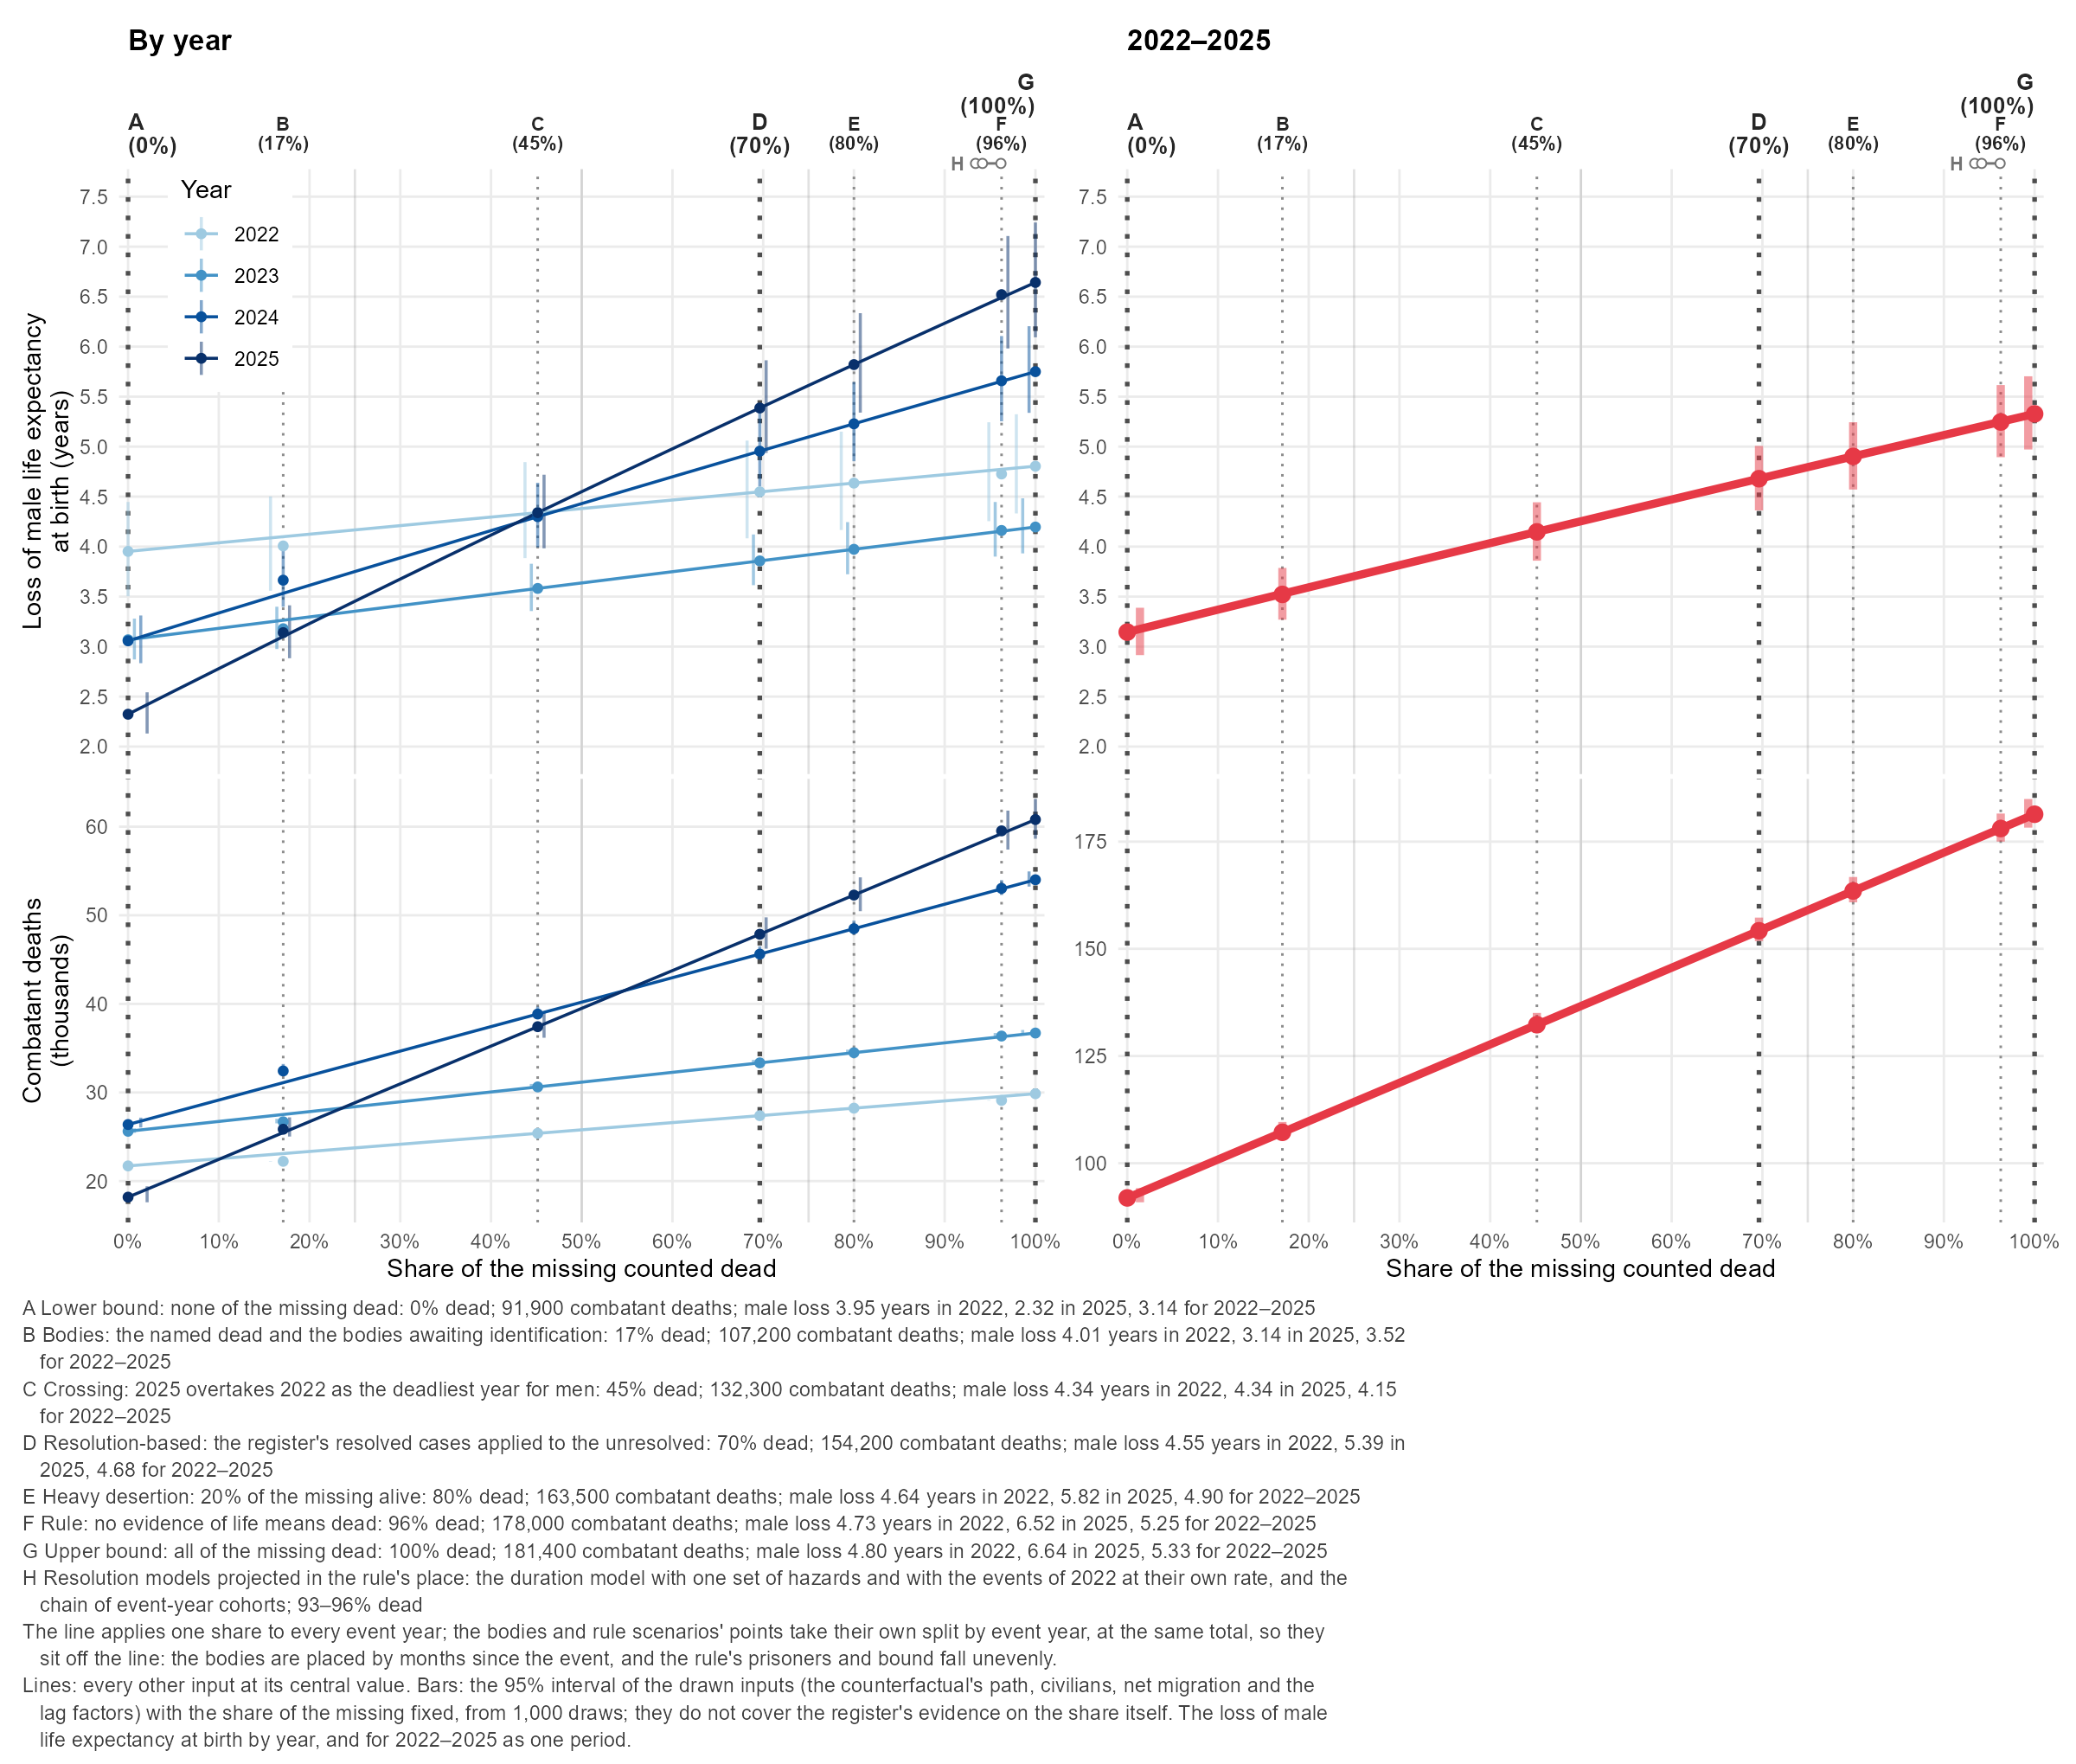 By year
2022–2025
G
(100%)
A
(0%)
B
(17%)
C
(45%)
D
(70%)
E
(80%)
F
(96%)
H
G
(100%)
A
(0%)
B
(17%)
C
(45%)
D
(70%)
E
(80%)
F
(96%)
H
Year
2022
2023
2024
2025
Loss of male life expectancy
at birth (years)
7.5
7.0
6.5
6.0
5.5
5.0
4.5
4.0
3.5
3.0
2.5
2.0
7.5
7.0
6.5
6.0
5.5
5.0
4.5
4.0
3.5
3.0
2.5
2.0
Combatant deaths
(thousands)
60
50
40
30
20
175
150
125
100
0% 10% 20% 30% 40% 50% 60% 70% 80% 90% 100%
0% 10% 20% 30% 40% 50% 60% 70% 80% 90% 100%
Share of the missing counted dead
Share of the missing counted dead
A Lower bound: none of the missing dead: 0% dead; 91,900 combatant deaths; male loss 3.95 years in 2022, 2.32 in 2025, 3.14 for 2022–2025
B Bodies: the named dead and the bodies awaiting identification: 17% dead; 107,200 combatant deaths; male loss 4.01 years in 2022, 3.14 in 2025, 3.52
for 2022–2025
C Crossing: 2025 overtakes 2022 as the deadliest year for men: 45% dead; 132,300 combatant deaths; male loss 4.34 years in 2022, 4.34 in 2025, 4.15
for 2022–2025
D Resolution-based: the register's resolved cases applied to the unresolved: 70% dead; 154,200 combatant deaths; male loss 4.55 years in 2022, 5.39 in
2025, 4.68 for 2022–2025
E Heavy desertion: 20% of the missing alive: 80% dead; 163,500 combatant deaths; male loss 4.64 years in 2022, 5.82 in 2025, 4.90 for 2022–2025
F Rule: no evidence of life means dead: 96% dead; 178,000 combatant deaths; male loss 4.73 years in 2022, 6.52 in 2025, 5.25 for 2022–2025
G Upper bound: all of the missing dead: 100% dead; 181,400 combatant deaths; male loss 4.80 years in 2022, 6.64 in 2025, 5.33 for 2022–2025
H Resolution models projected in the rule's place: the duration model with one set of hazards and with the events of 2022 at their own rate, and the
chain of event-year cohorts; 93–96% dead
The line applies one share to every event year; the bodies and rule scenarios' points take their own split by event year, at the same total, so they
sit off the line: the bodies are placed by months since the event, and the rule's prisoners and bound fall unevenly.
Lines: every other input at its central value. Bars: the 95% interval of the drawn inputs (the counterfactual's path, civilians, net migration and the
lag factors) with the share of the missing fixed, from 1,000 draws; they do not cover the register's evidence on the share itself. The loss of male
life expectancy at birth by year, and for 2022–2025 as one period.